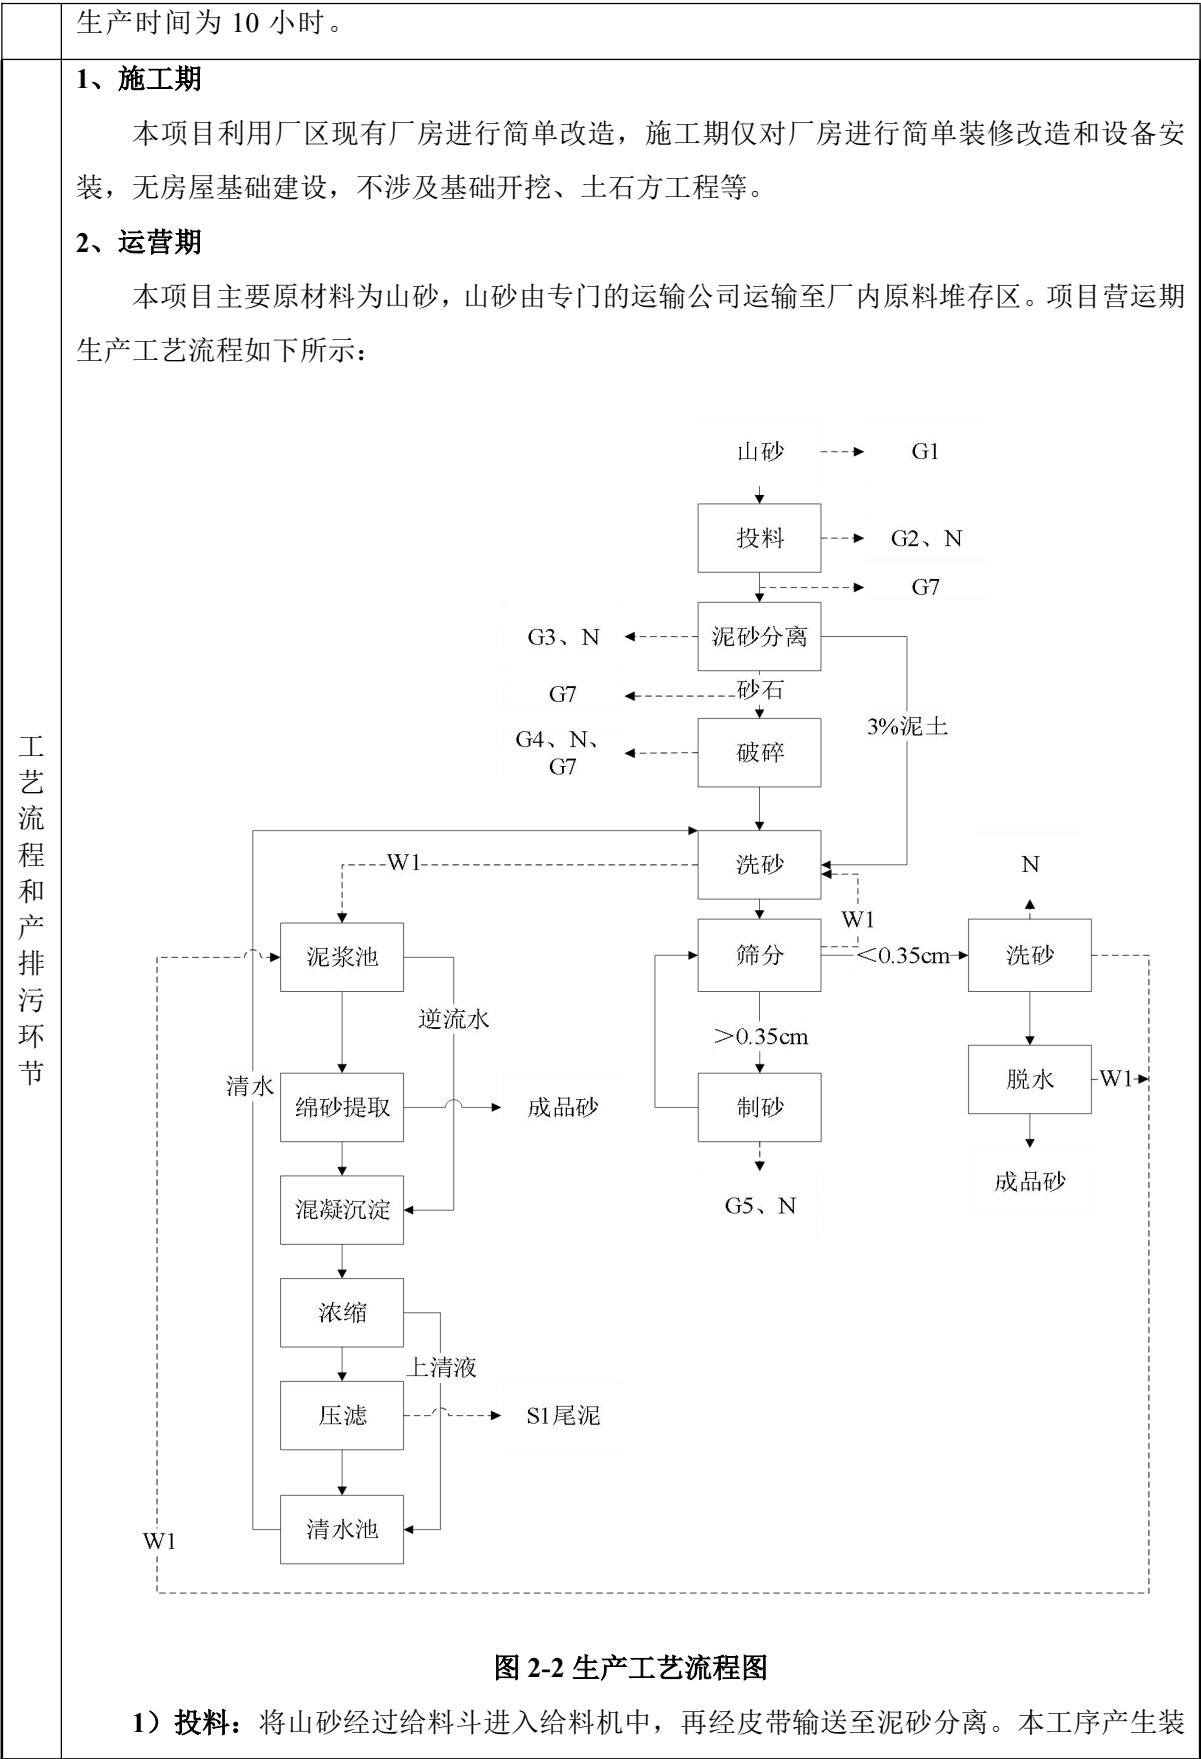 生产时间为 10 小时。
1、施工期
本项目利用厂区现有厂房进行简单改造，施工期仅对厂房进行简单装修改造和设备安
装，无房屋基础建设，不涉及基础开挖、土石方工程等。
2、运营期
本项目主要原材料为山砂，山砂由专门的运输公司运输至厂内原料堆存区。项目营运期
生产工艺流程如下所示：
工艺流程和产排污环节
山砂
G1
投料
G2、N
G7
G3、N
泥砂分离
G7
砂石
3%泥土
G4、N、
G7
破碎
W1
洗砂
N
W1
泥浆池
筛分
＜0.35cm
洗砂
逆流水
＞0.35cm
清水
绵砂提取
成品砂
制砂
脱水
W1
混凝沉淀
G5、N
成品砂
浓缩
上清液
压滤
S1尾泥
清水池
W1
图 2-2 生产工艺流程图
1）投料：将山砂经过给料斗进入给料机中，再经皮带输送至泥砂分离。本工序产生装